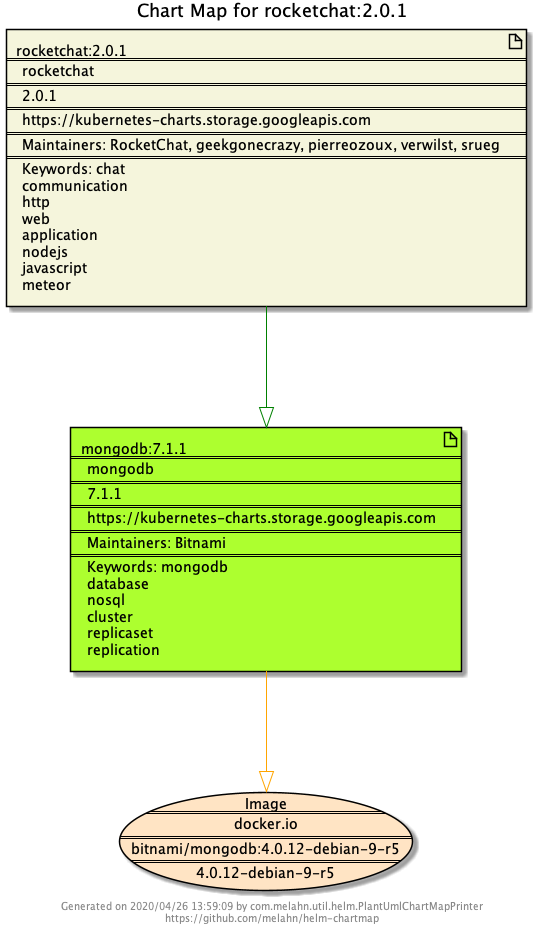 Chart Map for rocketchat:2.0.1
rocketchat:2.0.1
rocketchat
2.0.1
https://kubernetes-charts.storage.googleapis.com
Maintainers: RocketChat, geekgonecrazy, pierreozoux, verwilst, srueg
Keywords: chat
communication
http
web
application
nodejs
javascript
meteor
mongodb:7.1.1
mongodb
7.1.1
https://kubernetes-charts.storage.googleapis.com
Maintainers: Bitnami
Keywords: mongodb
database
nosql
cluster
replicaset
replication
Image
docker.io
bitnami/mongodb:4.0.12-debian-9-r5
4.0.12-debian-9-r5
Generated on 2020/04/26 13:59:09 by com.melahn.util.helm.PlantUmlChartMapPrinter
https://github.com/melahn/helm-chartmap